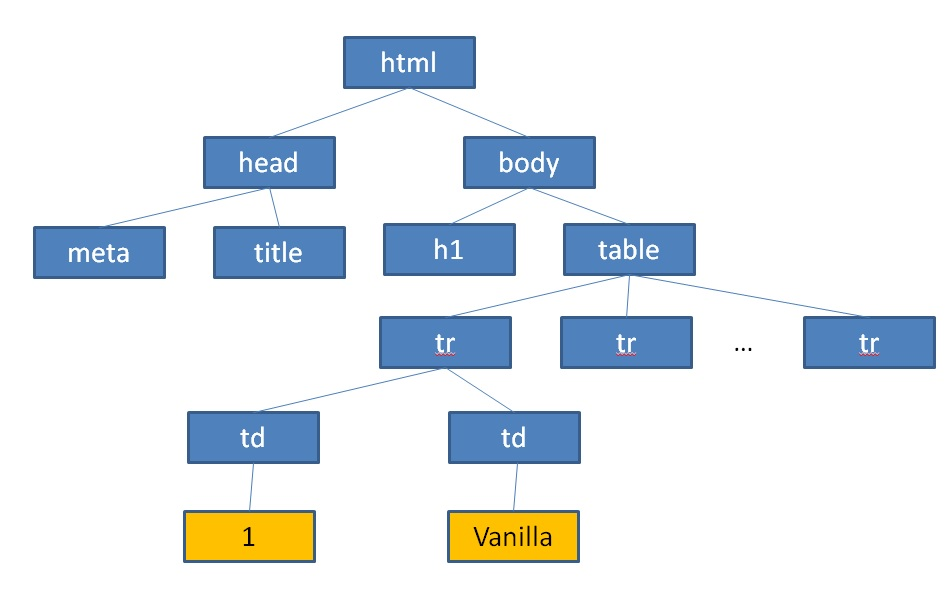 html
head
body
meta
title
h1
table
tr
tr
...
tr
td
td
1
Vanilla